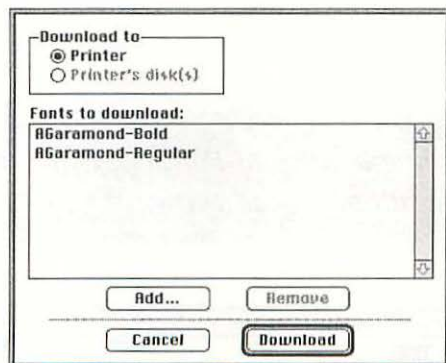 Download to
Printer
Printer's disk(s)
Fonts to download:
AGaramond-Bold
AGaramond-Regular
Add...
Remove
Cancel
Download